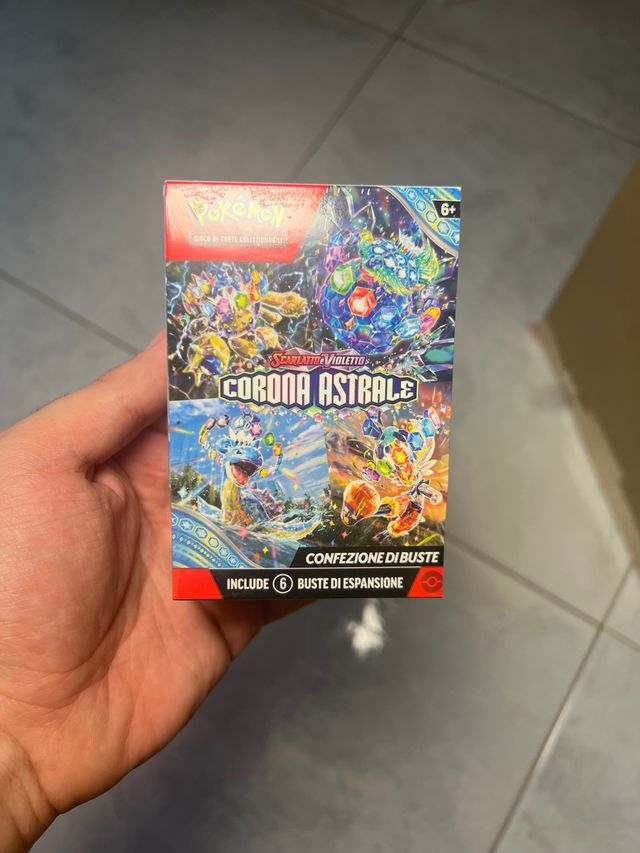 POKÉMON
GIOCO DI CARTE COLLEZIONABILI
6+
SCARLATTO e VIOLETTO
CORONA ASTRALE
CONFEZIONE DI BUSTE
INCLUDE 6 BUSTE DI ESPANSIONE